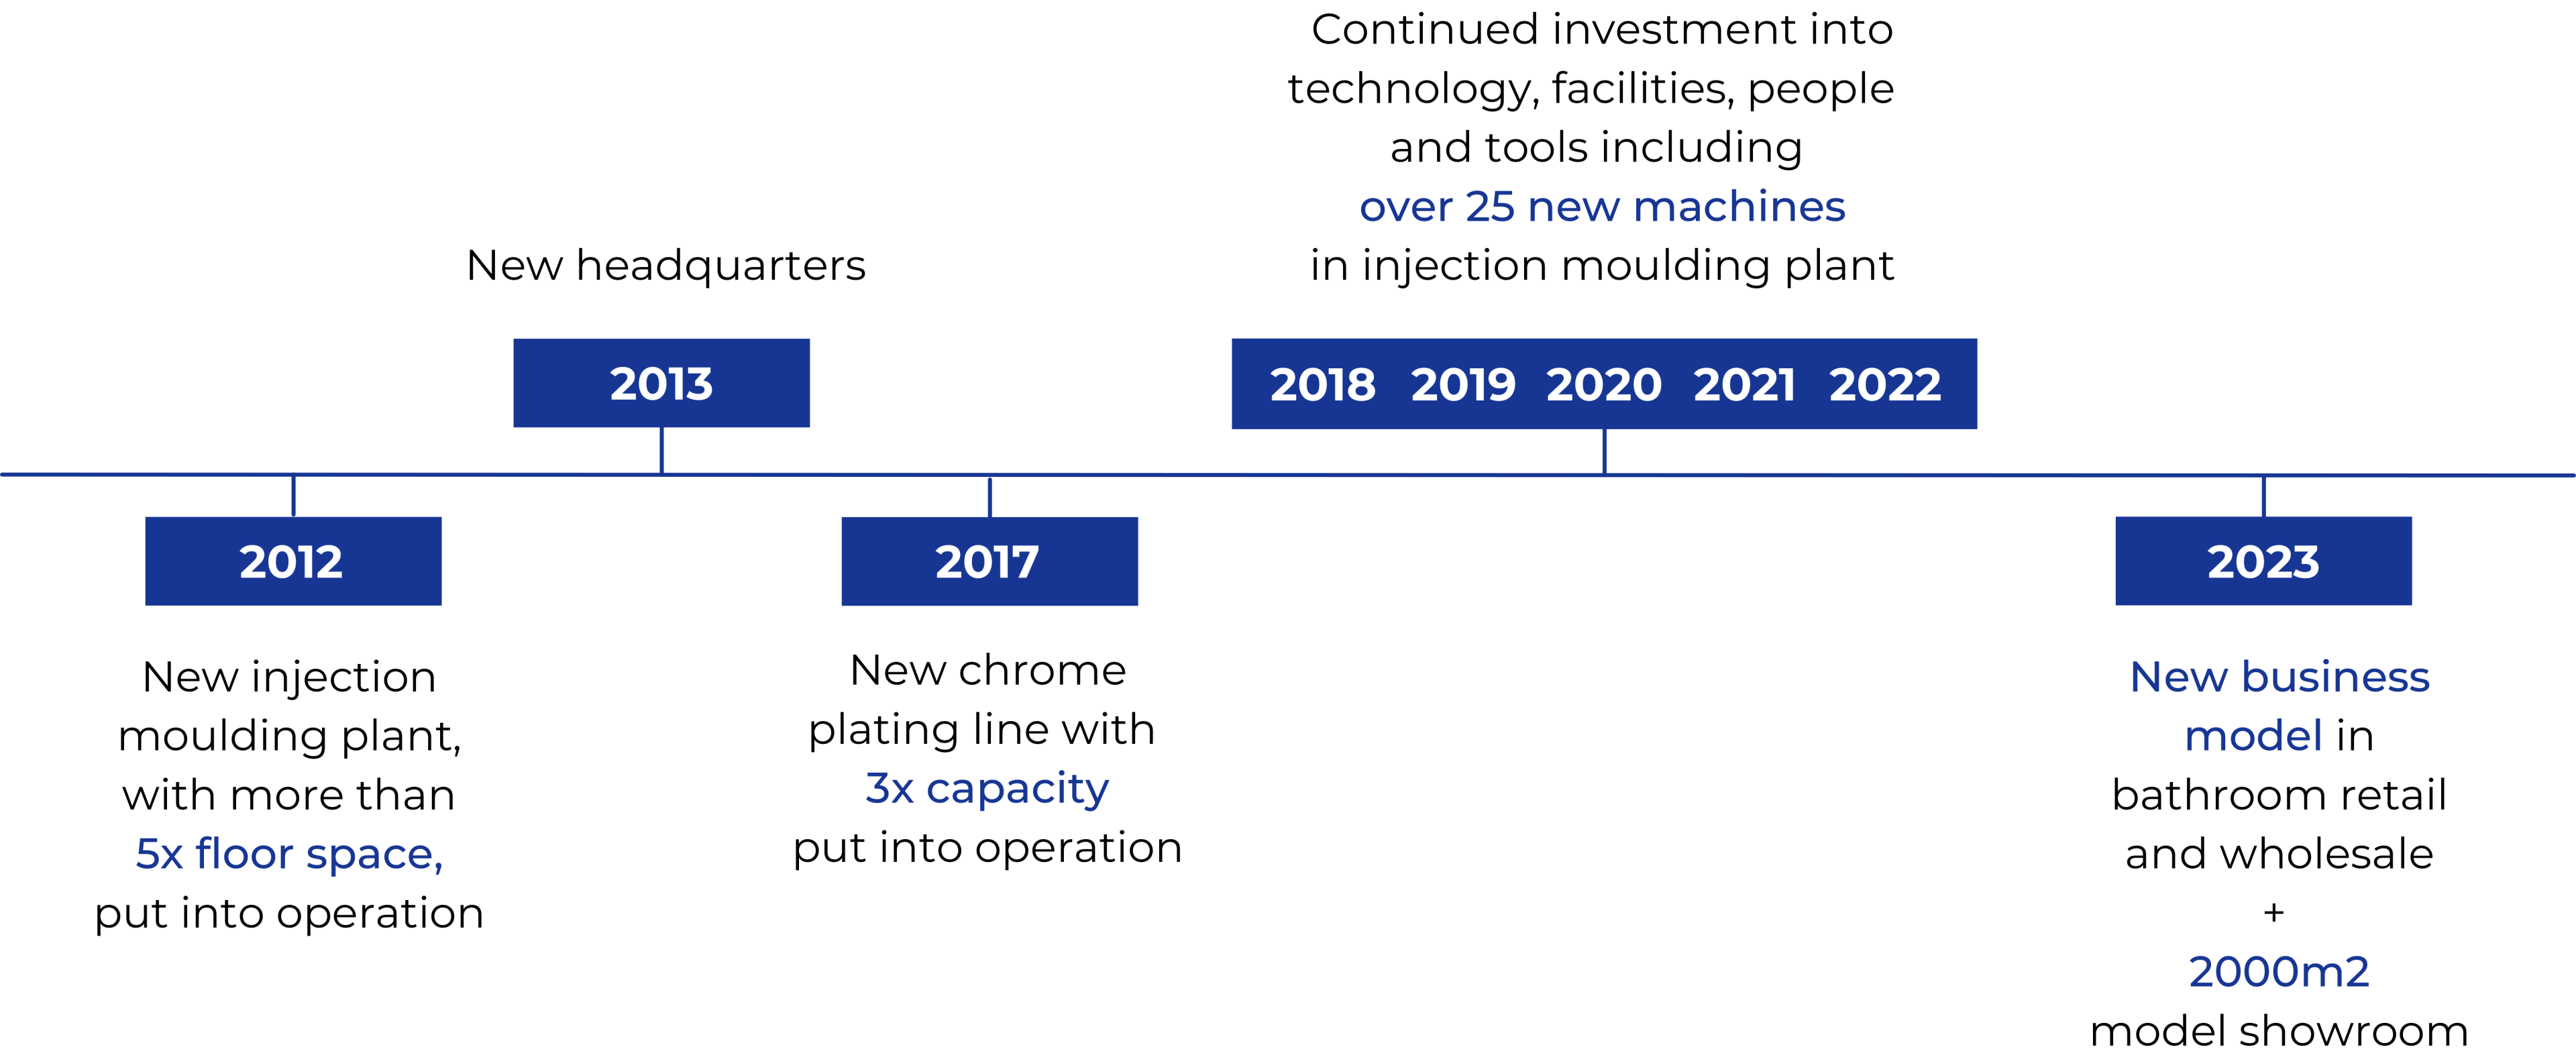 2012
New injection
moulding plant,
with more than
5x floor space,
put into operation
New headquarters
2013
2017
New chrome
plating line with
3x capacity
put into operation
Continued investment into
technology, facilities, people
and tools including
over 25 new machines
in injection moulding plant
2018 2019 2020 2021 2022
2023
New business
model in
bathroom retail
and wholesale
+
2000m2
model showroom